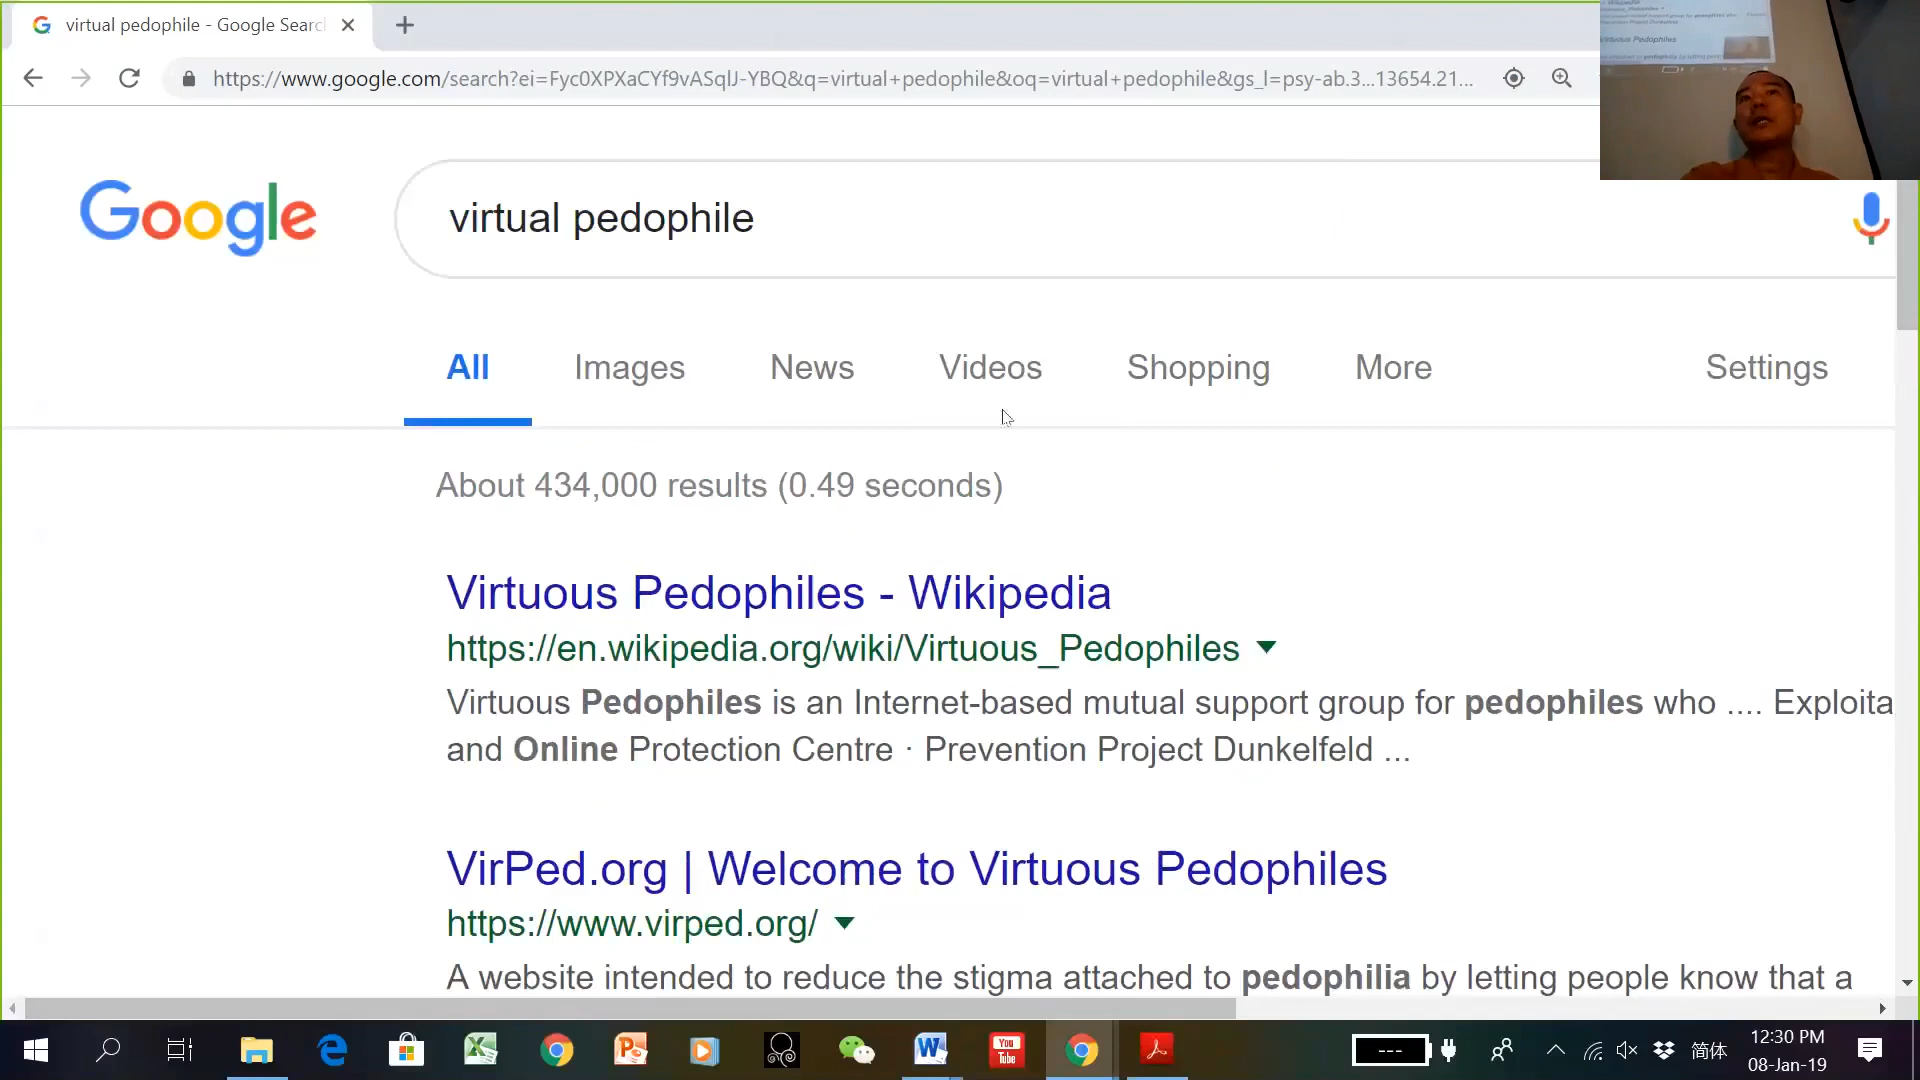 virtual pedophile - Google Searc
https://www.google.com/search?ei=Fyc0XPXaCYf9vASqlJ-YBQ&q=virtual+pedophile&oq=virtual+pedophile&gs_l=psy-ab.3...13654.21...
Google
virtual pedophile
All Images News Videos Shopping More Settings
About 434,000 results (0.49 seconds)
Virtuous Pedophiles - Wikipedia
https://en.wikipedia.org/wiki/Virtuous_Pedophiles
Virtuous Pedophiles is an Internet-based mutual support group for pedophiles who .... Exploita
and Online Protection Centre · Prevention Project Dunkelfeld ...
VirPed.org | Welcome to Virtuous Pedophiles
https://www.virped.org/
A website intended to reduce the stigma attached to pedophilia by letting people know that a
You Tube
--- 简体
12:30 PM
08-Jan-19